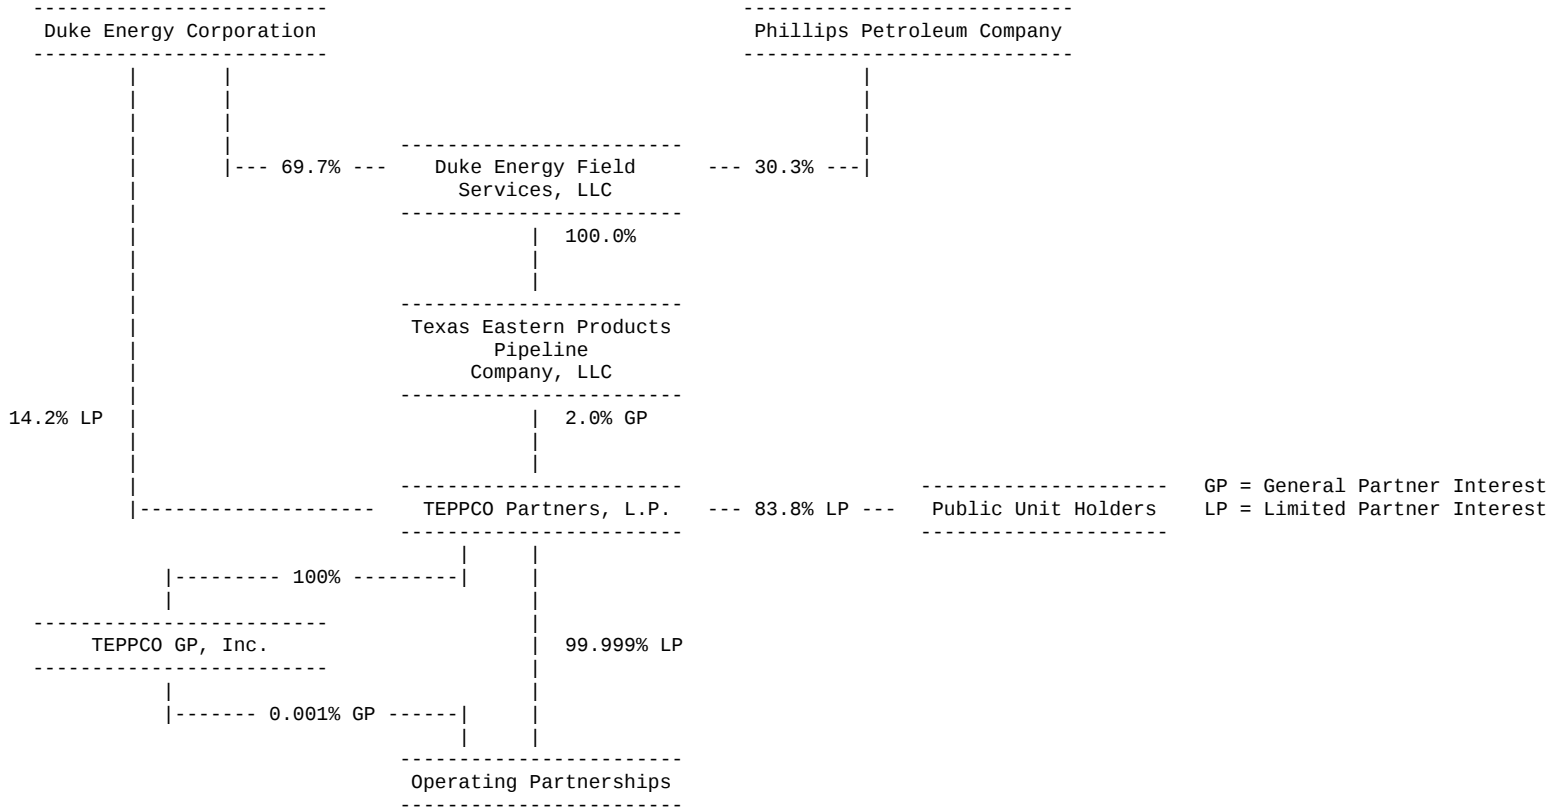 Duke Energy Corporation
Phillips Petroleum Company
69.7%
Duke Energy Field
Services, LLC
30.3%
100.0%
Texas Eastern Products
Pipeline
Company, LLC
14.2% LP
2.0% GP
TEPPCO Partners, L.P.
83.8% LP
Public Unit Holders
GP = General Partner Interest
LP = Limited Partner Interest
100%
TEPPCO GP, Inc.
99.999% LP
0.001% GP
Operating Partnerships